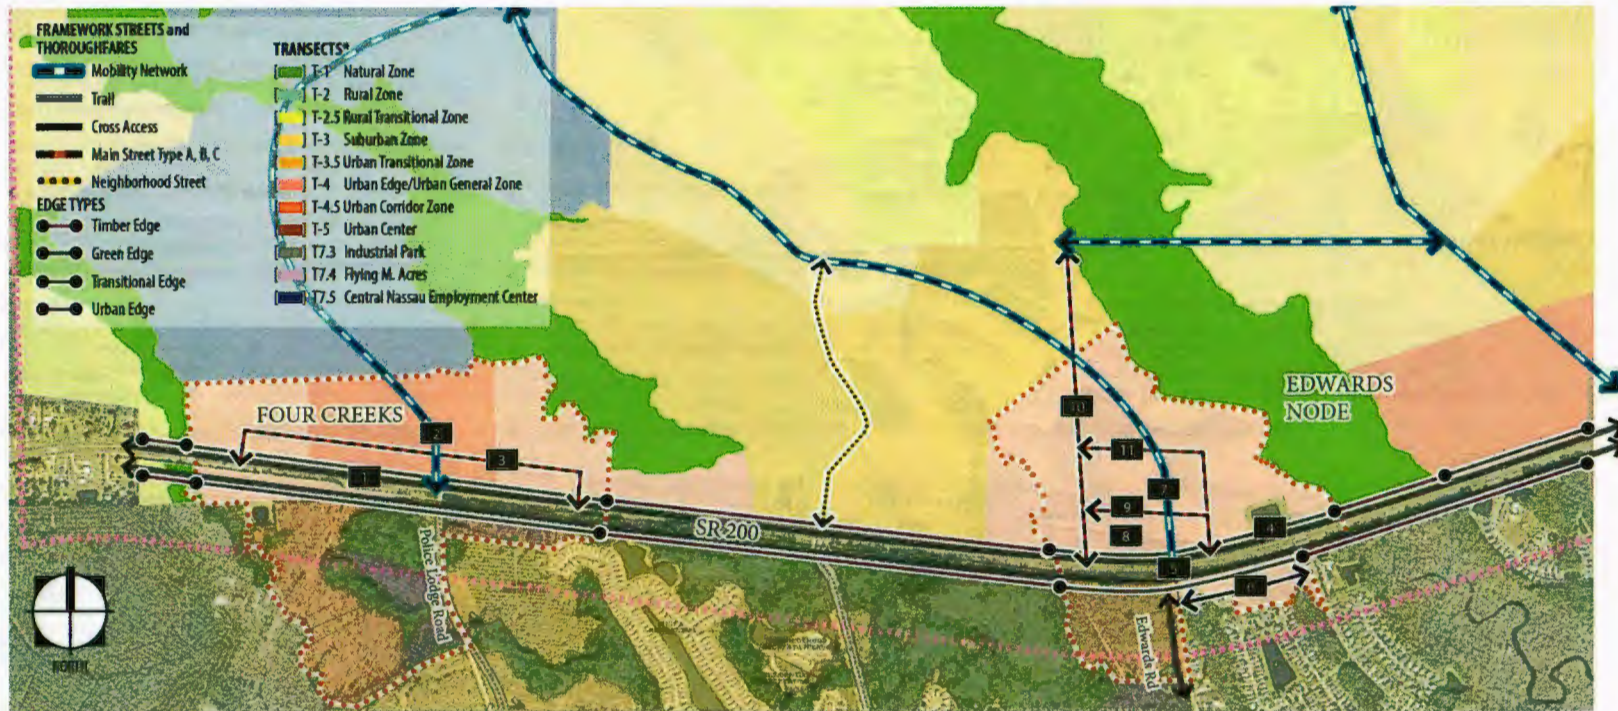 FRAMEWORK STREETS and
THOROUGHFARES
Mobility Network
Trail
Cross Access
Main Street Type A, B, C
Neighborhood Street
EDGE TYPES
Timber Edge
Green Edge
Transitional Edge
Urban Edge
TRANSECTS*
T-1 Natural Zone
T-2 Rural Zone
T-2.5 Rural Transitional Zone
T-3 Suburban Zone
T-3.5 Urban Transitional Zone
T-4 Urban Edge/Urban General Zone
T-4.5 Urban Corridor Zone
T-5 Urban Center
T7.3 Industrial Park
T7.4 Flying M. Acres
T7.5 Central Nassau Employment Center
FOUR CREEKS
EDWARDS
NODE
2
3
1
10
11
7
9
8
4
SR 200
Police Lodge Road
Edwards Rd
NORTH